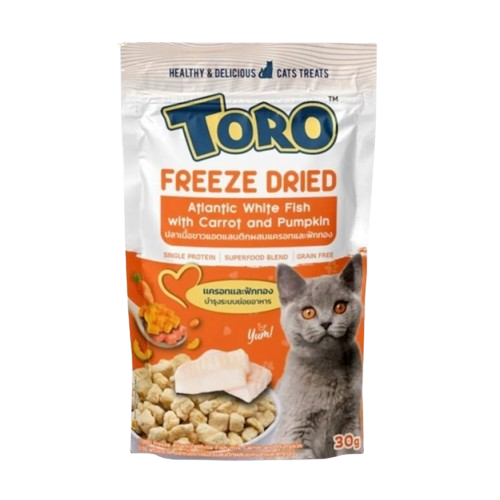 HEALTHY & DELICIOUS CATS TREATS
TORO™
FREEZE DRIED
Atlantic White Fish
with Carrot and Pumpkin
ปลาเนื้อขาวแอตแลนติกผสมแครอทและฟักทอง
SINGLE PROTEIN | SUPERFOOD BLEND | GRAIN FREE
แครอทและฟักทอง
บำรุงระบบย่อยอาหาร
Yum!
30g